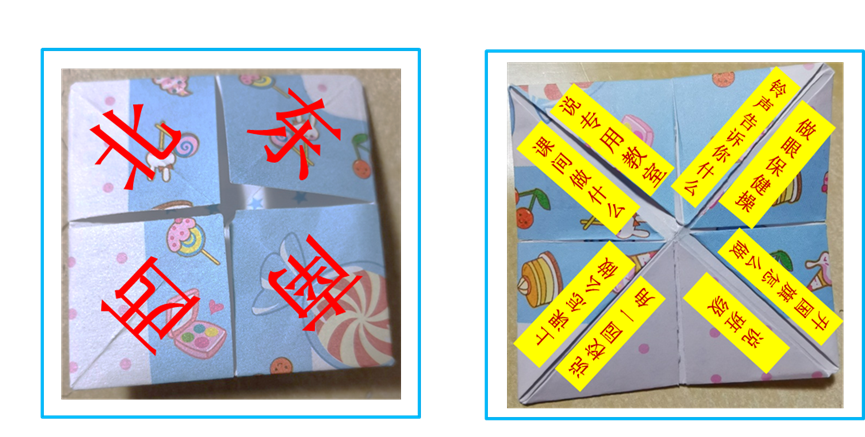 北
东
西
南
说专用教室
课间做什么
铃声告诉你什么
做眼保健操
上课怎么做
说校园一角
升国旗怎么做
说班级